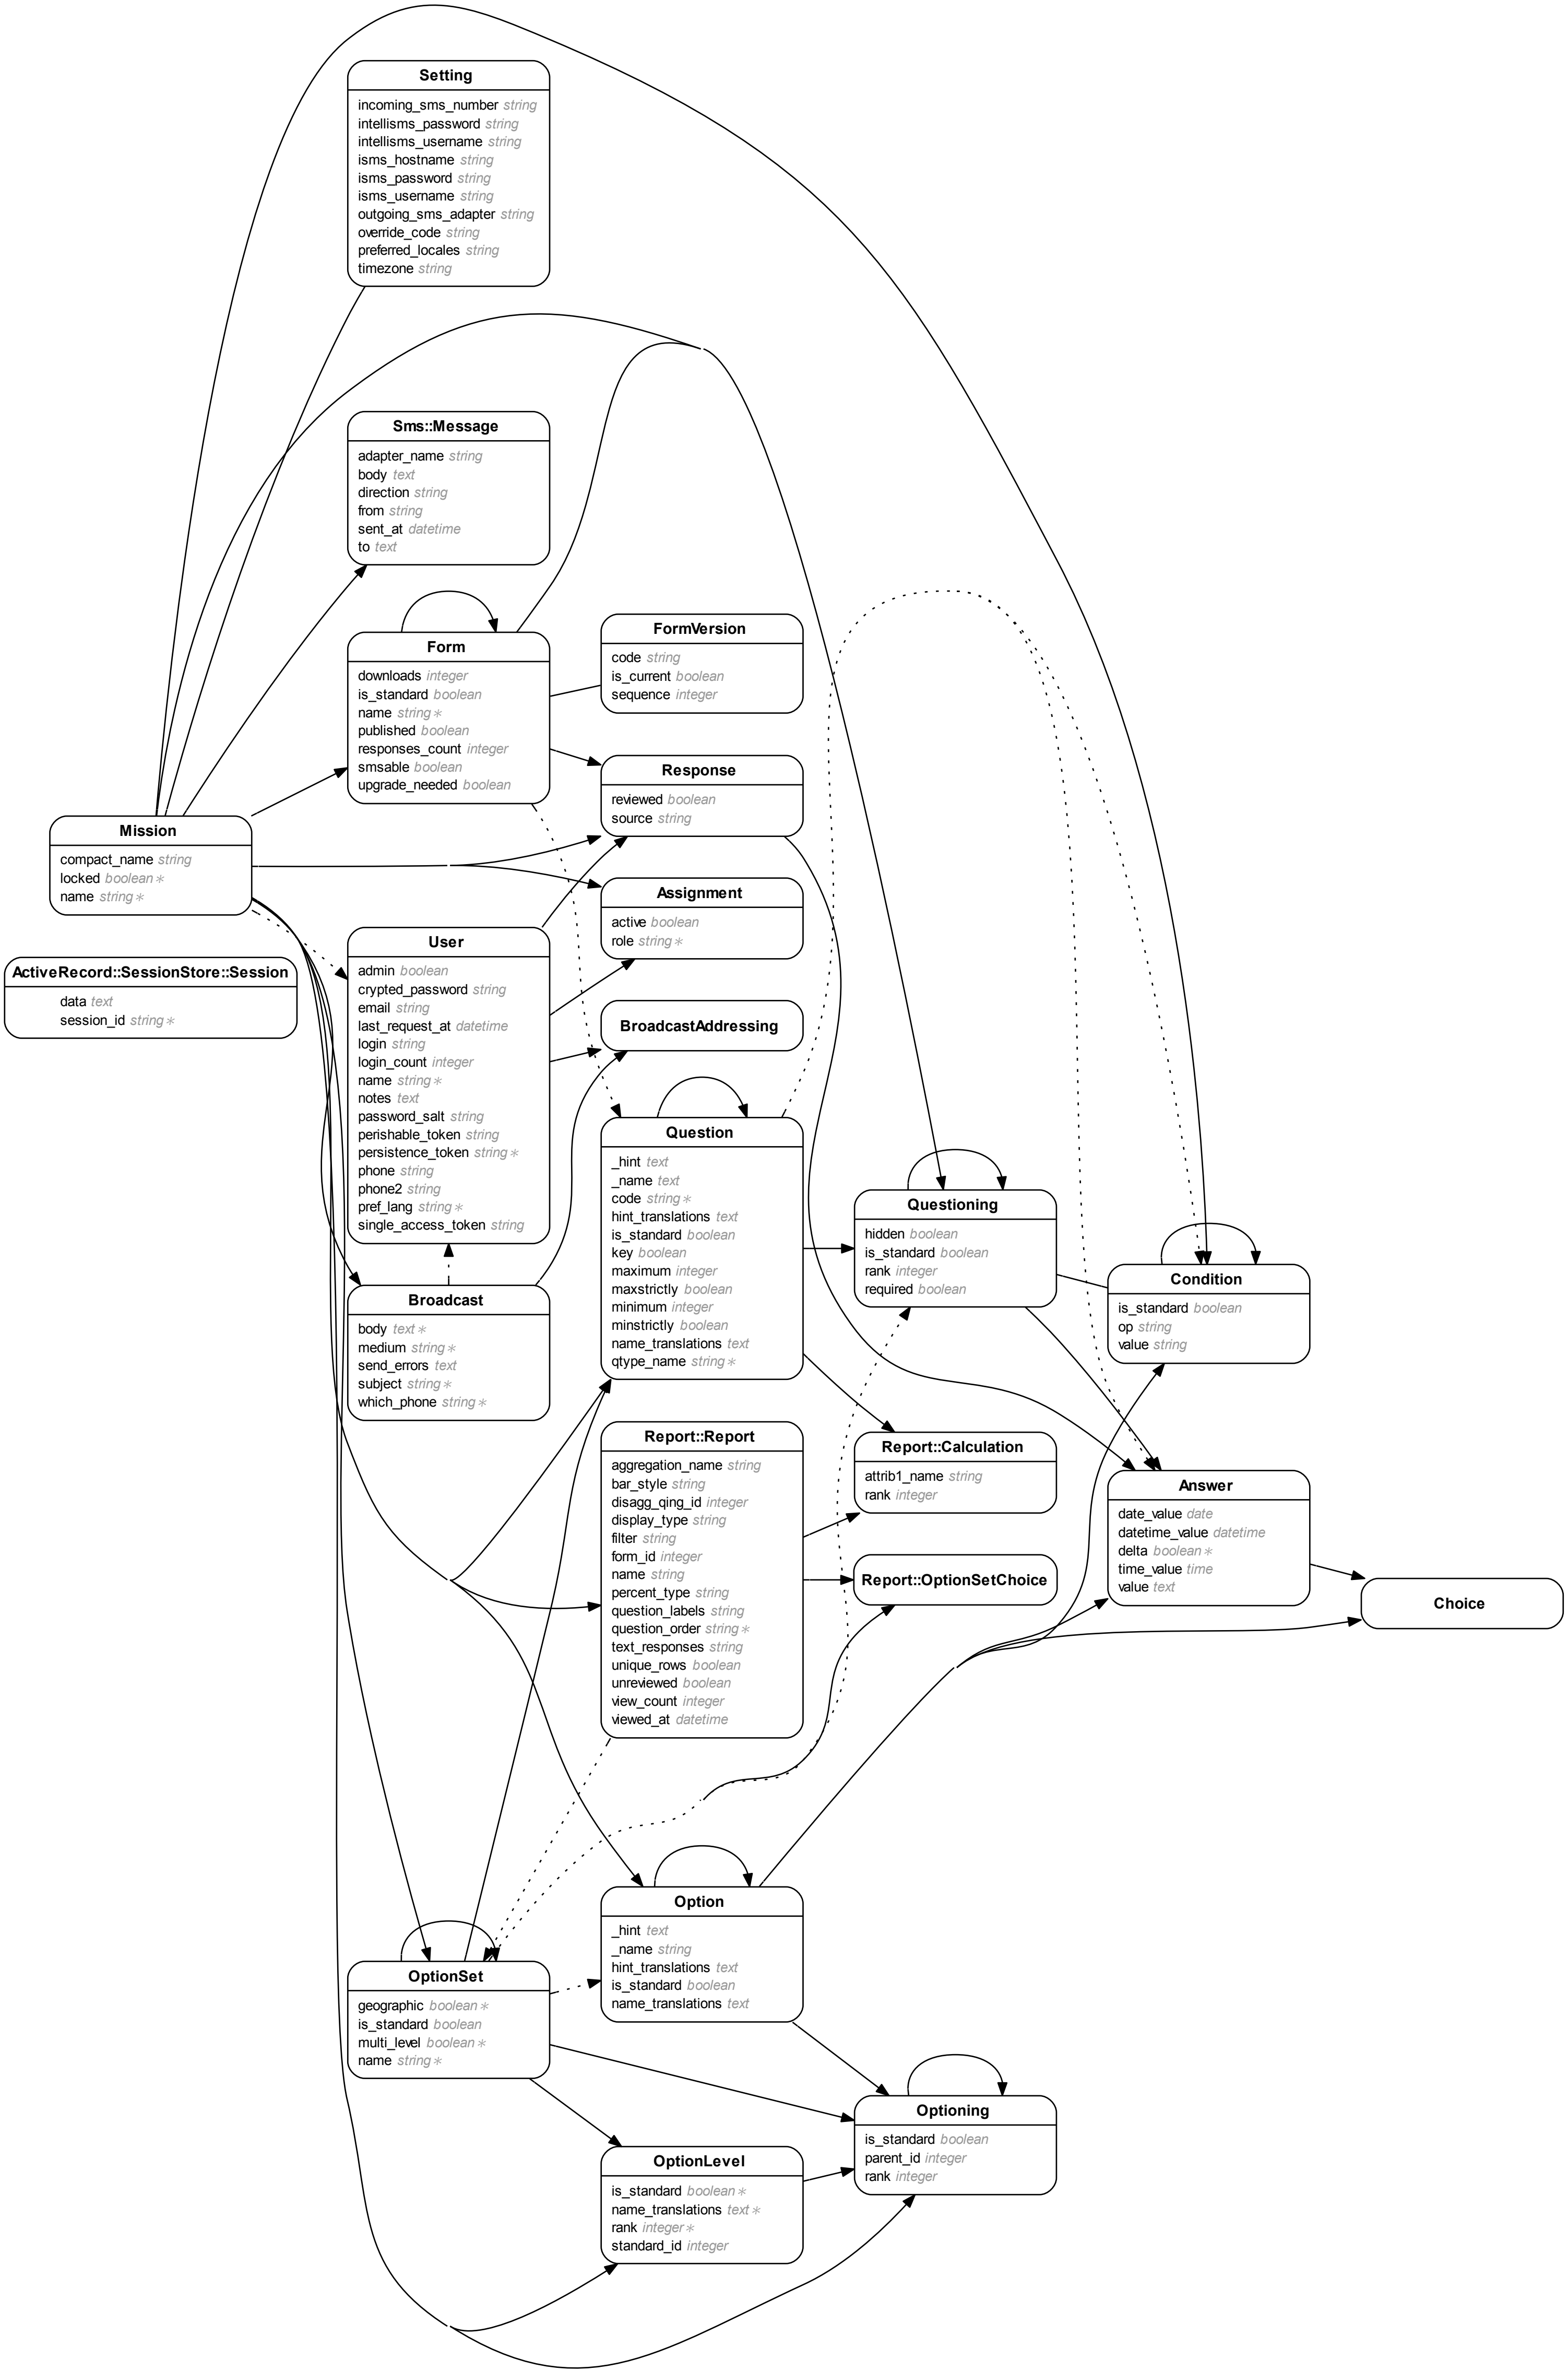 Setting
incoming_sms_number string
intellisms_password string
intellisms_username string
isms_hostname string
isms_password string
isms_username string
outgoing_sms_adapter string
override_code string
preferred_locales string
timezone string
Sms::Message
adapter_name string
body text
direction string
from string
sent_at datetime
to text
Form
downloads integer
is_standard boolean
name string∗
published boolean
responses_count integer
smsable boolean
upgrade_needed boolean
FormVersion
code string
is_current boolean
sequence integer
Response
reviewed boolean
source string
Mission
compact_name string
locked boolean∗
name string∗
Assignment
active boolean
role string∗
ActiveRecord::SessionStore::Session
data text
session_id string∗
User
admin boolean
crypted_password string
email string
last_request_at datetime
login string
login_count integer
name string∗
notes text
password_salt string
perishable_token string
persistence_token string∗
phone string
phone2 string
pref_lang string∗
single_access_token string
BroadcastAddressing
Broadcast
body text∗
medium string∗
send_errors text
subject string∗
which_phone string∗
Question
_hint text
_name text
code string∗
hint_translations text
is_standard boolean
key boolean
maximum integer
maxstrictly boolean
minimum integer
minstrictly boolean
name_translations text
qtype_name string∗
Questioning
hidden boolean
is_standard boolean
rank integer
required boolean
Condition
is_standard boolean
op string
value string
Report::Report
aggregation_name string
bar_style string
disagg_qing_id integer
display_type string
filter string
form_id integer
name string
percent_type string
question_labels string
question_order string∗
text_responses string
unique_rows boolean
unreviewed boolean
view_count integer
viewed_at datetime
Report::Calculation
attrib1_name string
rank integer
Report::OptionSetChoice
Answer
date_value date
datetime_value datetime
delta boolean∗
time_value time
value text
Choice
Option
_hint text
_name string
hint_translations text
is_standard boolean
name_translations text
OptionSet
geographic boolean∗
is_standard boolean
multi_level boolean∗
name string∗
Optioning
is_standard boolean
parent_id integer
rank integer
OptionLevel
is_standard boolean∗
name_translations text∗
rank integer∗
standard_id integer